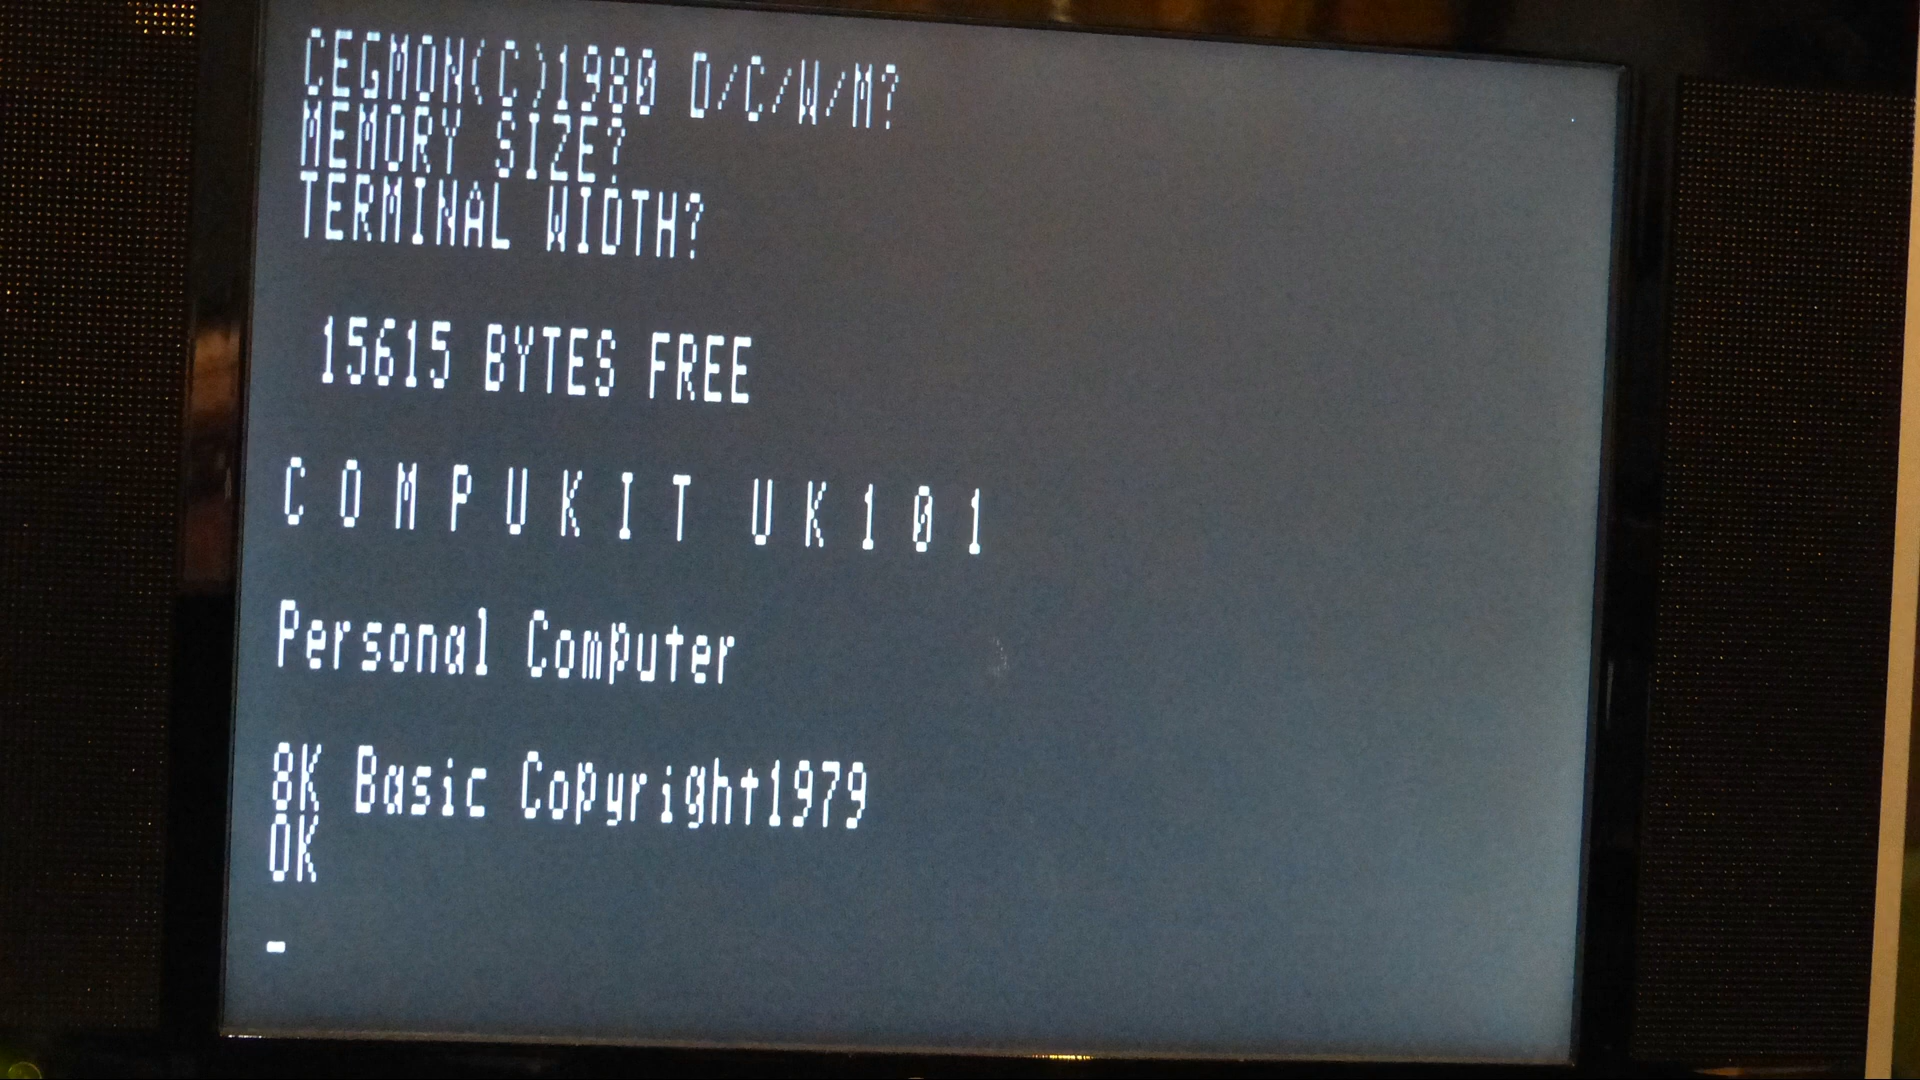 CEGMON(C)1980 D/C/W/M?
MEMORY SIZE?
TERMINAL WIDTH?
15615 BYTES FREE
C O M P U K I T  U K 1 0 1
Personal Computer
8K Basic Copyright1979
OK